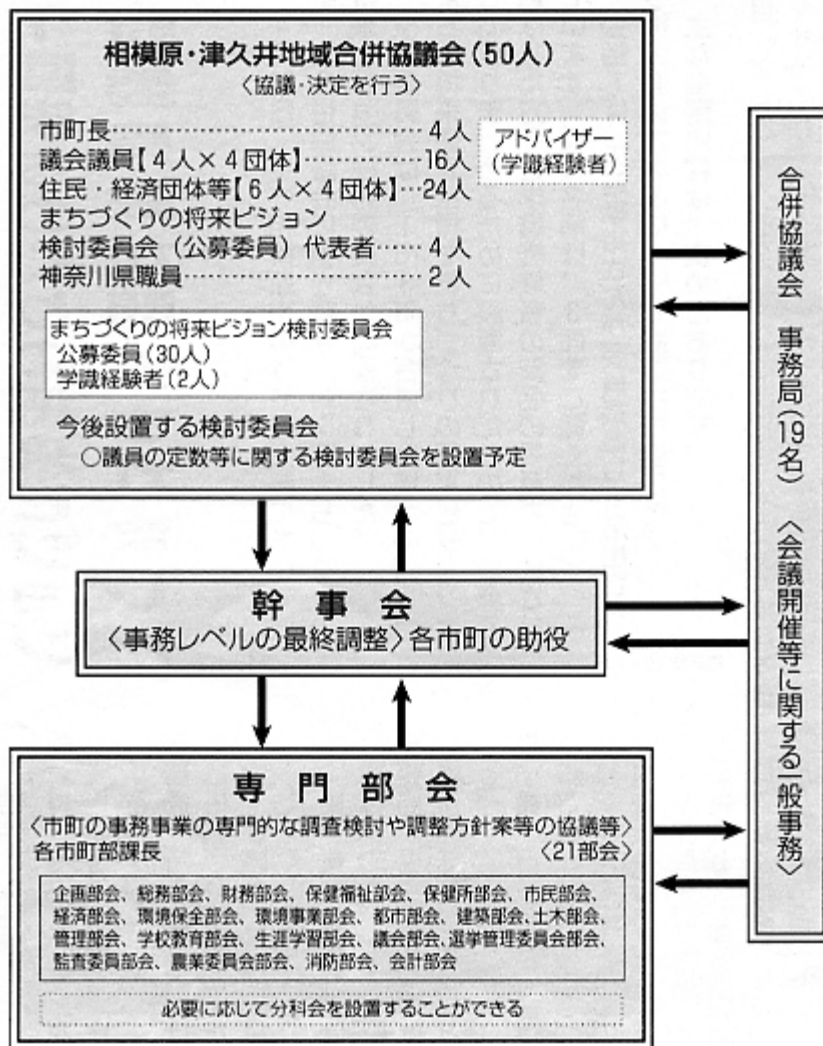 相模原・津久井地域合併協議会(50人)
〈協議・決定を行う〉
市町長……………………………… 4人
議会議員【4人×4団体】…………16人
住民・経済団体等【6人×4団体】…24人
まちづくりの将来ビジョン
検討委員会(公募委員)代表者…… 4人
神奈川県職員……………………… 2人
アドバイザー
(学識経験者)
まちづくりの将来ビジョン検討委員会
公募委員(30人)
学識経験者(2人)
今後設置する検討委員会
○議員の定数等に関する検討委員会を設置予定
幹事会
〈事務レベルの最終調整〉各市町の助役
専門部会
〈市町の事務事業の専門的な調査検討や調整方針案等の協議等〉
各市町部課長 〈21部会〉
企画部会、総務部会、財務部会、保健福祉部会、保健所部会、市民部会、
経済部会、環境保全部会、環境事業部会、都市部会、建築部会、土木部会、
管理部会、学校教育部会、生涯学習部会、議会部会、選挙管理委員会部会、
監査委員部会、農業委員会部会、消防部会、会計部会
必要に応じて分科会を設置することができる
合併協議会 事務局(19名) 〈会議開催等に関する一般事務〉